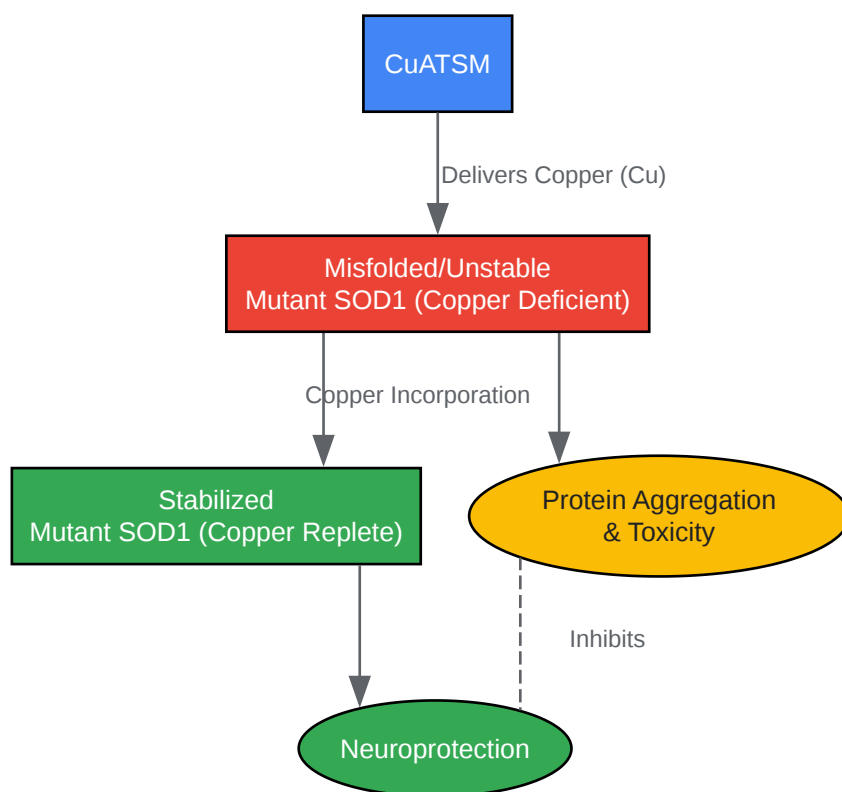 CuATSM
Delivers Copper (Cu)
Misfolded/Unstable
Mutant SOD1 (Copper Deficient)
Copper Incorporation
Stabilized
Mutant SOD1 (Copper Replete)
Protein Aggregation
& Toxicity
Inhibits
Neuroprotection